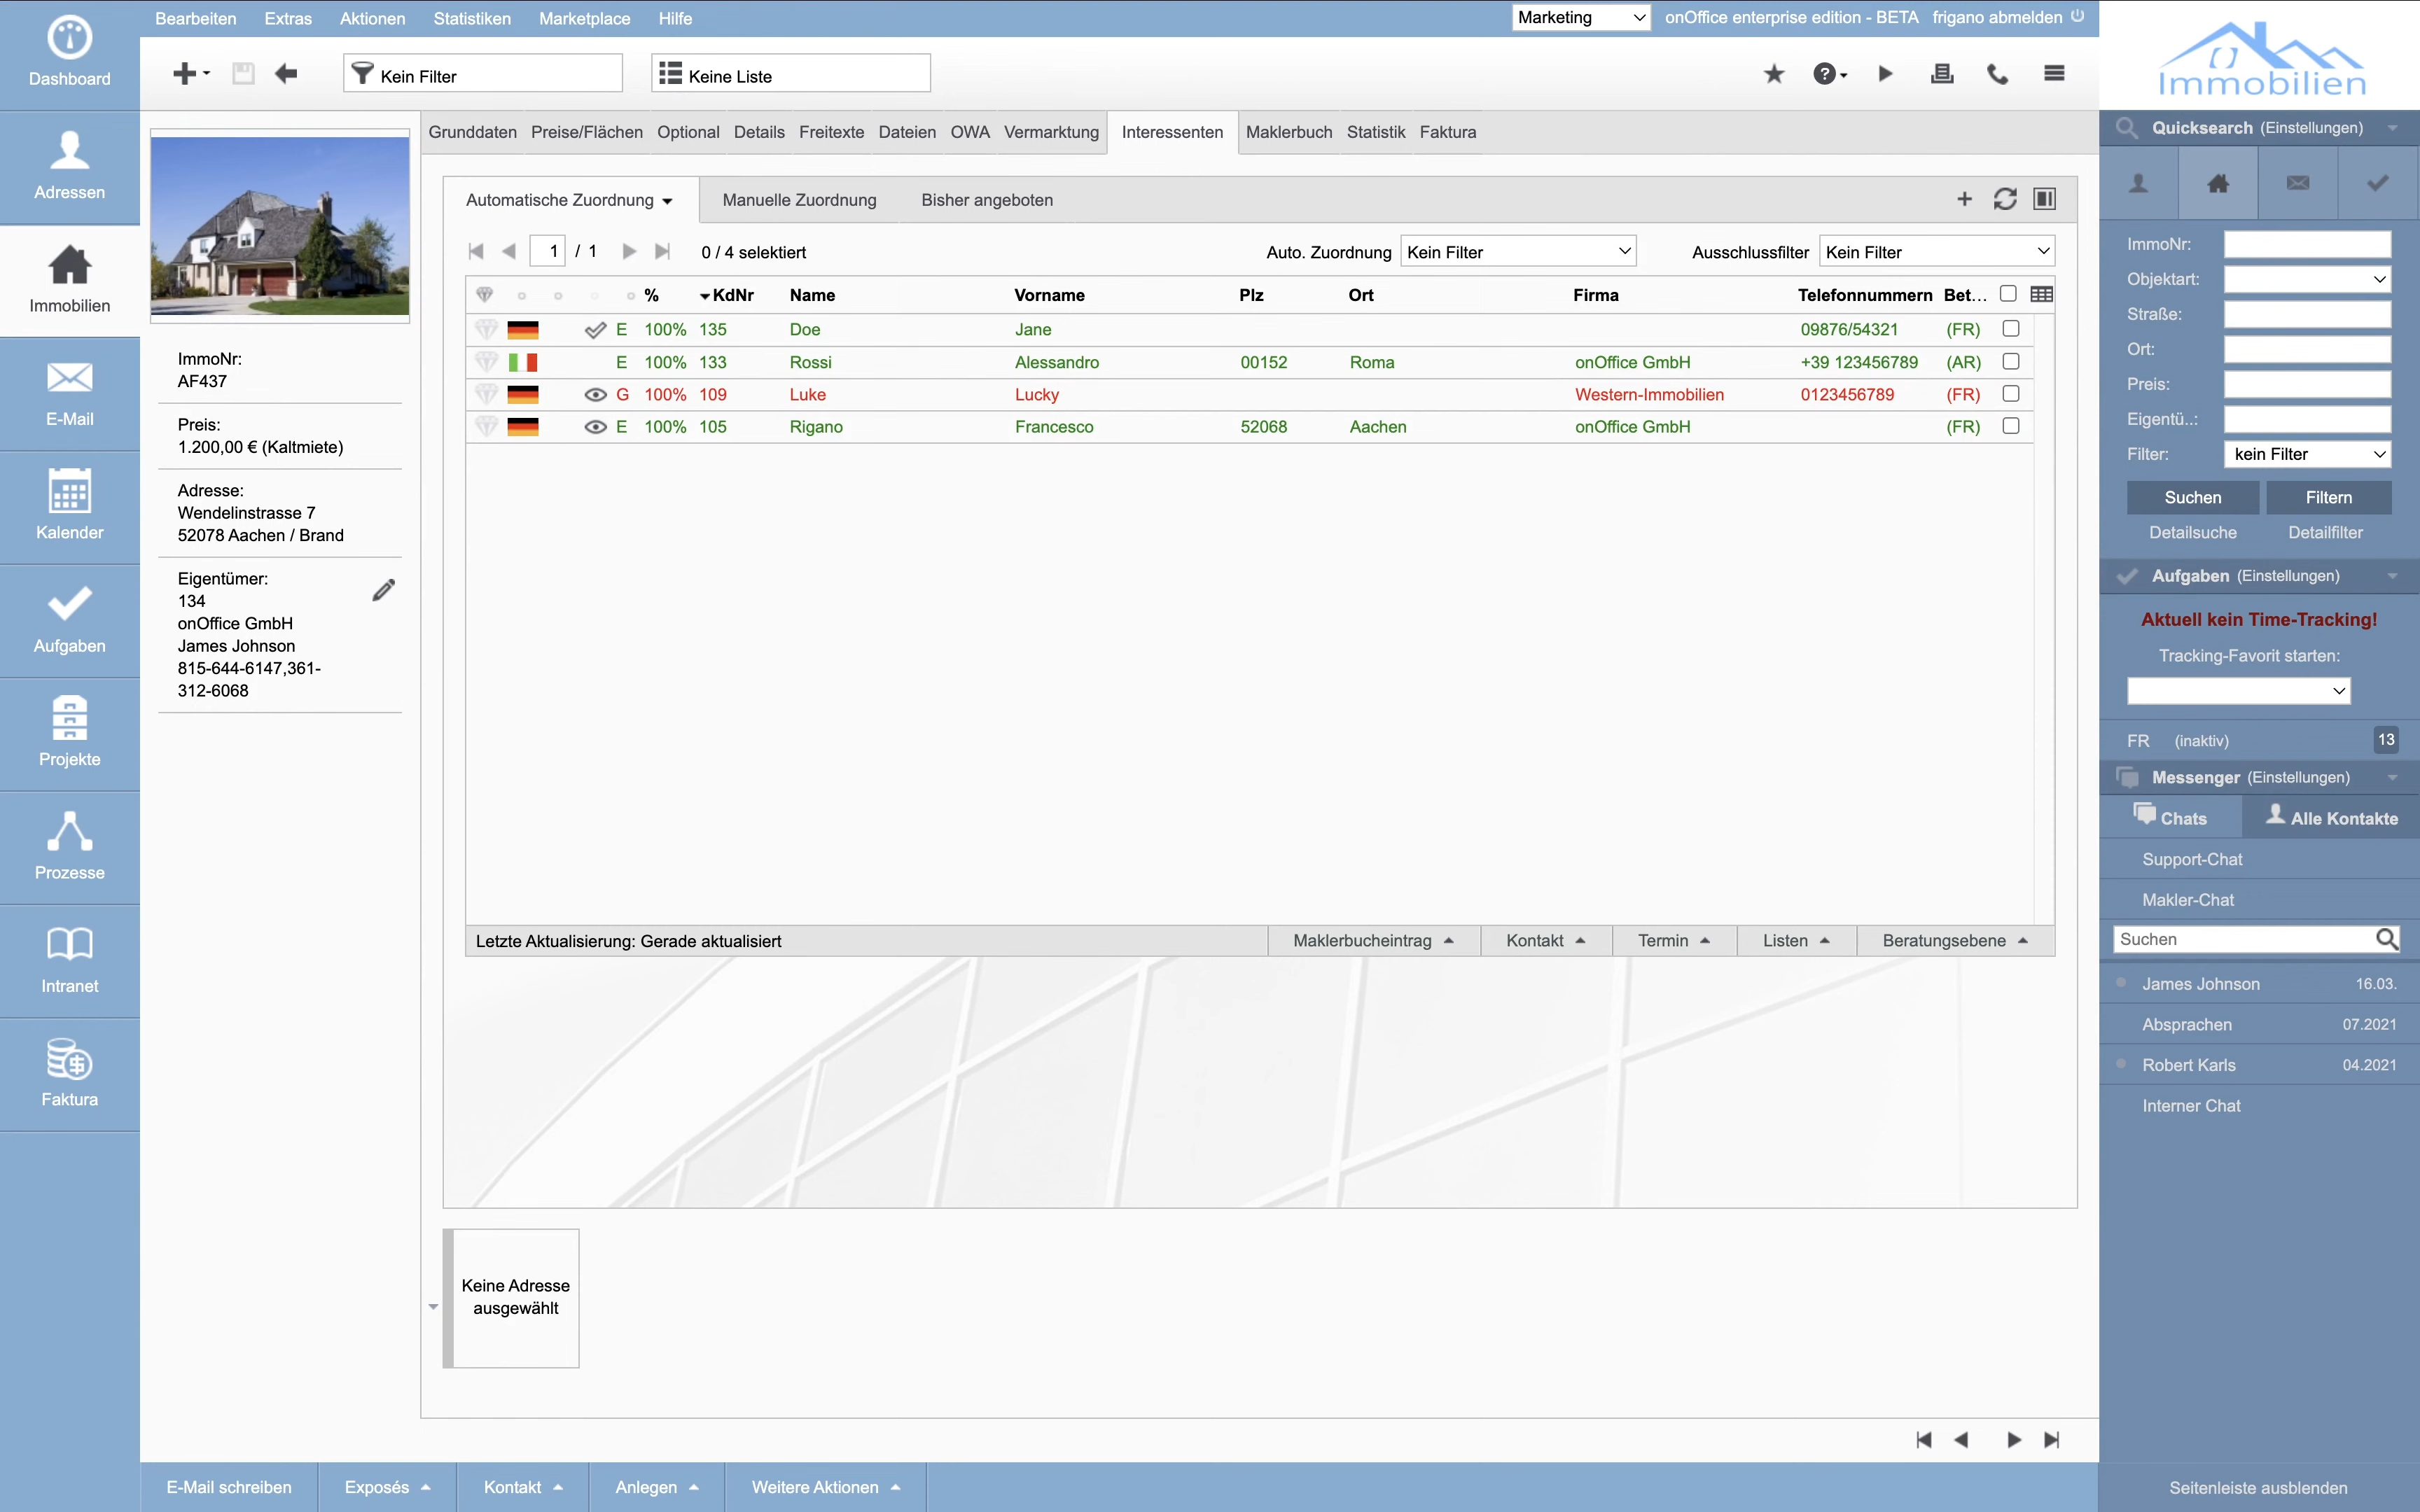 Bearbeiten Extras Aktionen Statistiken Marketplace Hilfe Marketing onOffice enterprise edition - BETA frigano abmelden
Dashboard
Adressen
Immobilien
E-Mail
Kalender
Aufgaben
Projekte
Prozesse
Intranet
Faktura
Kein Filter Keine Liste
Grunddaten Preise/Flächen Optional Details Freitexte Dateien OWA Vermarktung Interessenten Maklerbuch Statistik Faktura
ImmoNr:
AF437
Preis:
1.200,00 € (Kaltmiete)
Adresse:
Wendelinstrasse 7
52078 Aachen / Brand
Eigentümer:
134
onOffice GmbH
James Johnson
815-644-6147,361-
312-6068
Automatische Zuordnung Manuelle Zuordnung Bisher angeboten
1 / 1 0 / 4 selektiert Auto. Zuordnung Kein Filter Ausschlussfilter Kein Filter
% KdNr Name Vorname Plz Ort Firma Telefonnummern Bet...
E 100% 135 Doe Jane 09876/54321 (FR)
E 100% 133 Rossi Alessandro 00152 Roma onOffice GmbH +39 123456789 (AR)
G 100% 109 Luke Lucky Western-Immobilien 0123456789 (FR)
E 100% 105 Rigano Francesco 52068 Aachen onOffice GmbH (FR)
Letzte Aktualisierung: Gerade aktualisiert Maklerbucheintrag Kontakt Termin Listen Beratungsebene
Keine Adresse
ausgewählt
E-Mail schreiben Exposés Kontakt Anlegen Weitere Aktionen
Immobilien
Quicksearch (Einstellungen)
ImmoNr:
Objektart:
Straße:
Ort:
Preis:
Eigentü..:
Filter: kein Filter
Suchen Filtern
Detailsuche Detailfilter
Aufgaben (Einstellungen)
Aktuell kein Time-Tracking!
Tracking-Favorit starten:
FR (inaktiv) 13
Messenger (Einstellungen)
Chats Alle Kontakte
Support-Chat
Makler-Chat
Suchen
James Johnson 16.03.
Absprachen 07.2021
Robert Karls 04.2021
Interner Chat
Seitenleiste ausblenden